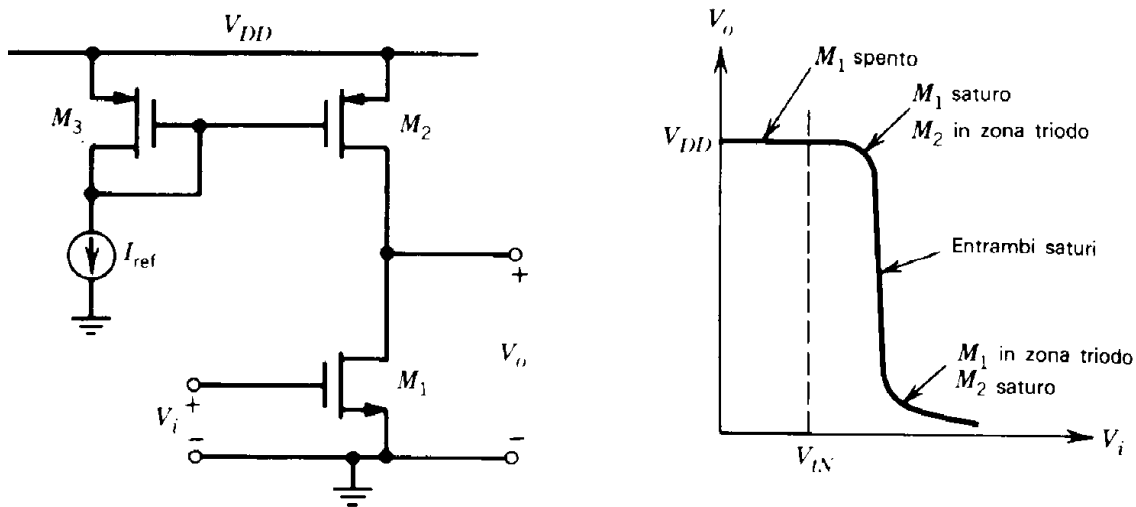 V_DD
M_3
M_2
I_ref
M_1
V_i
+
−
V_o
+
−
V_o
M_1 spento
M_1 saturo
M_2 in zona triodo
V_DD
Entrambi saturi
M_1 in zona triodo
M_2 saturo
V_tN
V_i